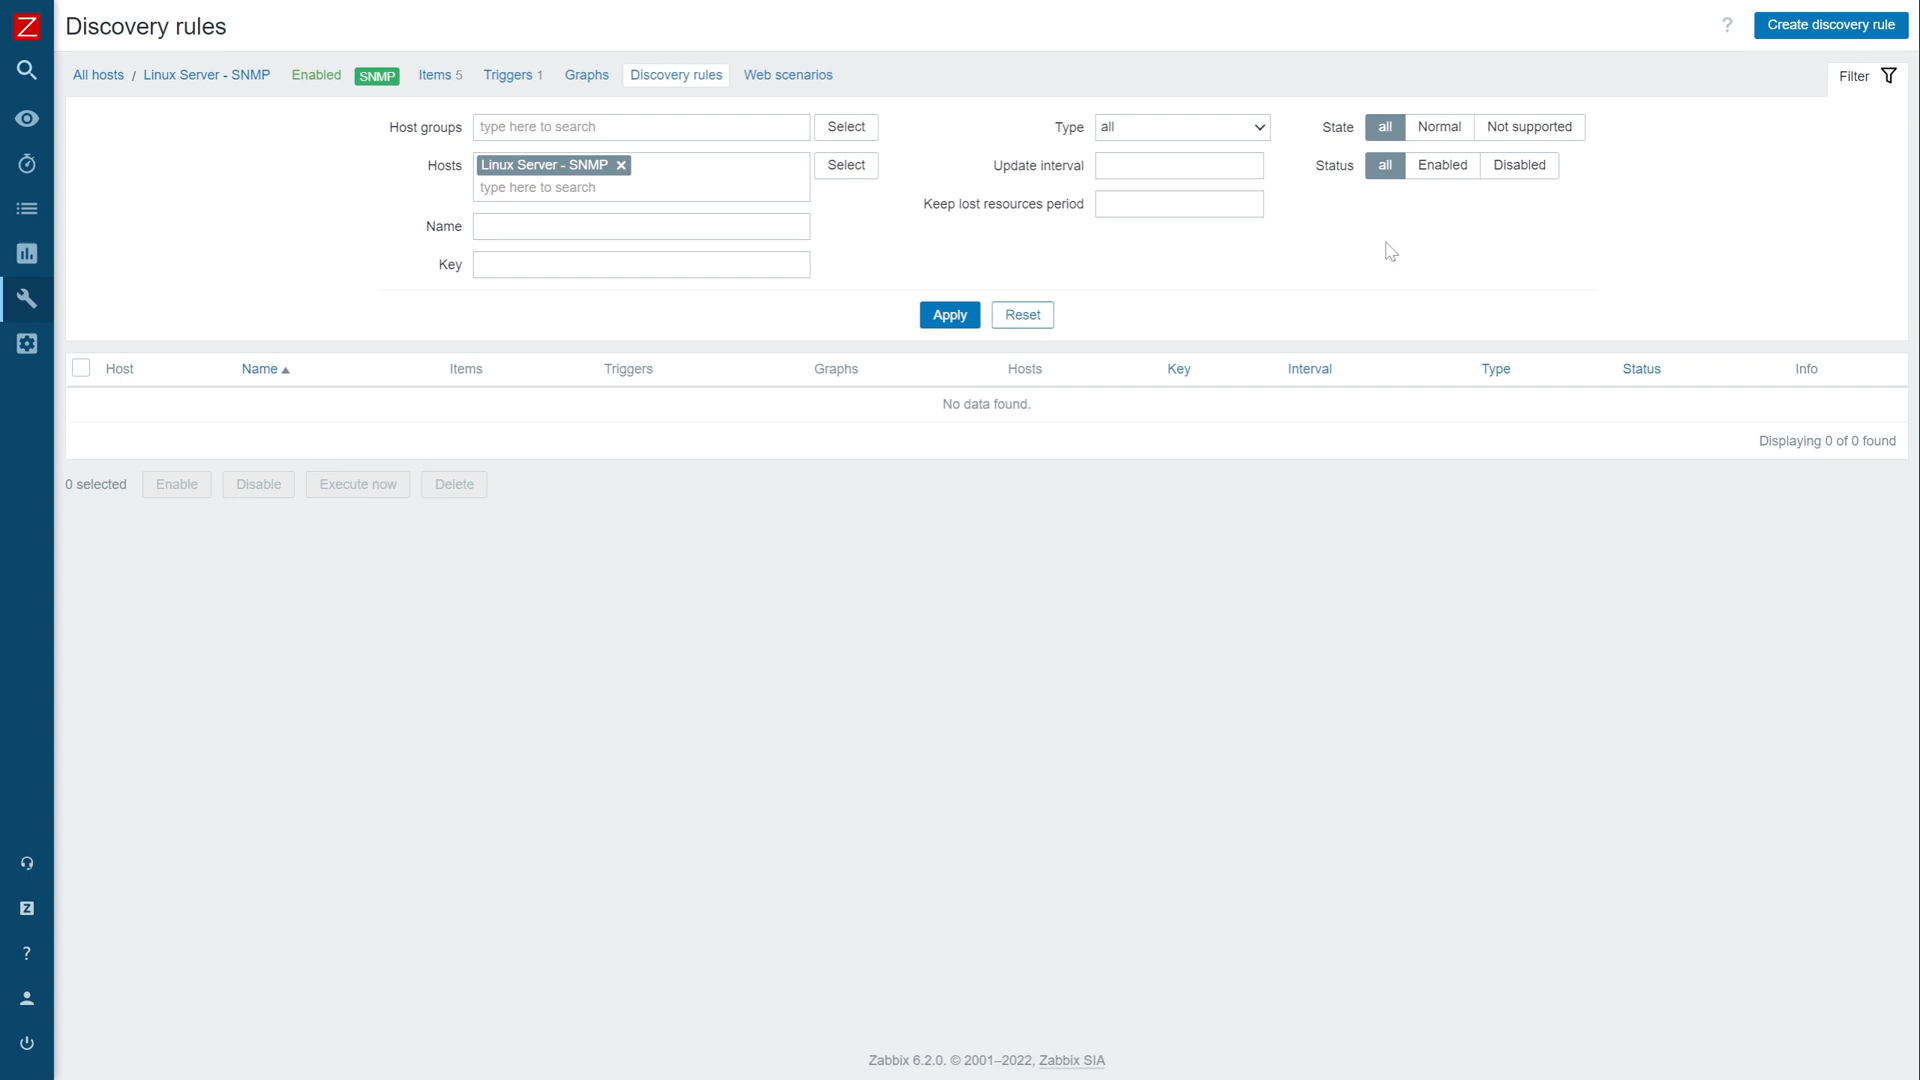 Z
Discovery rules
?
Create discovery rule
All hosts / Linux Server - SNMP Enabled SNMP Items 5 Triggers 1 Graphs Discovery rules Web scenarios
Filter
Host groups type here to search Select
Type all
State all Normal Not supported
Hosts Linux Server - SNMP ✕ Select
type here to search
Update interval
Status all Enabled Disabled
Keep lost resources period
Name
Key
Apply Reset
Host Name ▲ Items Triggers Graphs Hosts Key Interval Type Status Info
No data found.
Displaying 0 of 0 found
0 selected Enable Disable Execute now Delete
Z
?
Zabbix 6.2.0. © 2001–2022, Zabbix SIA